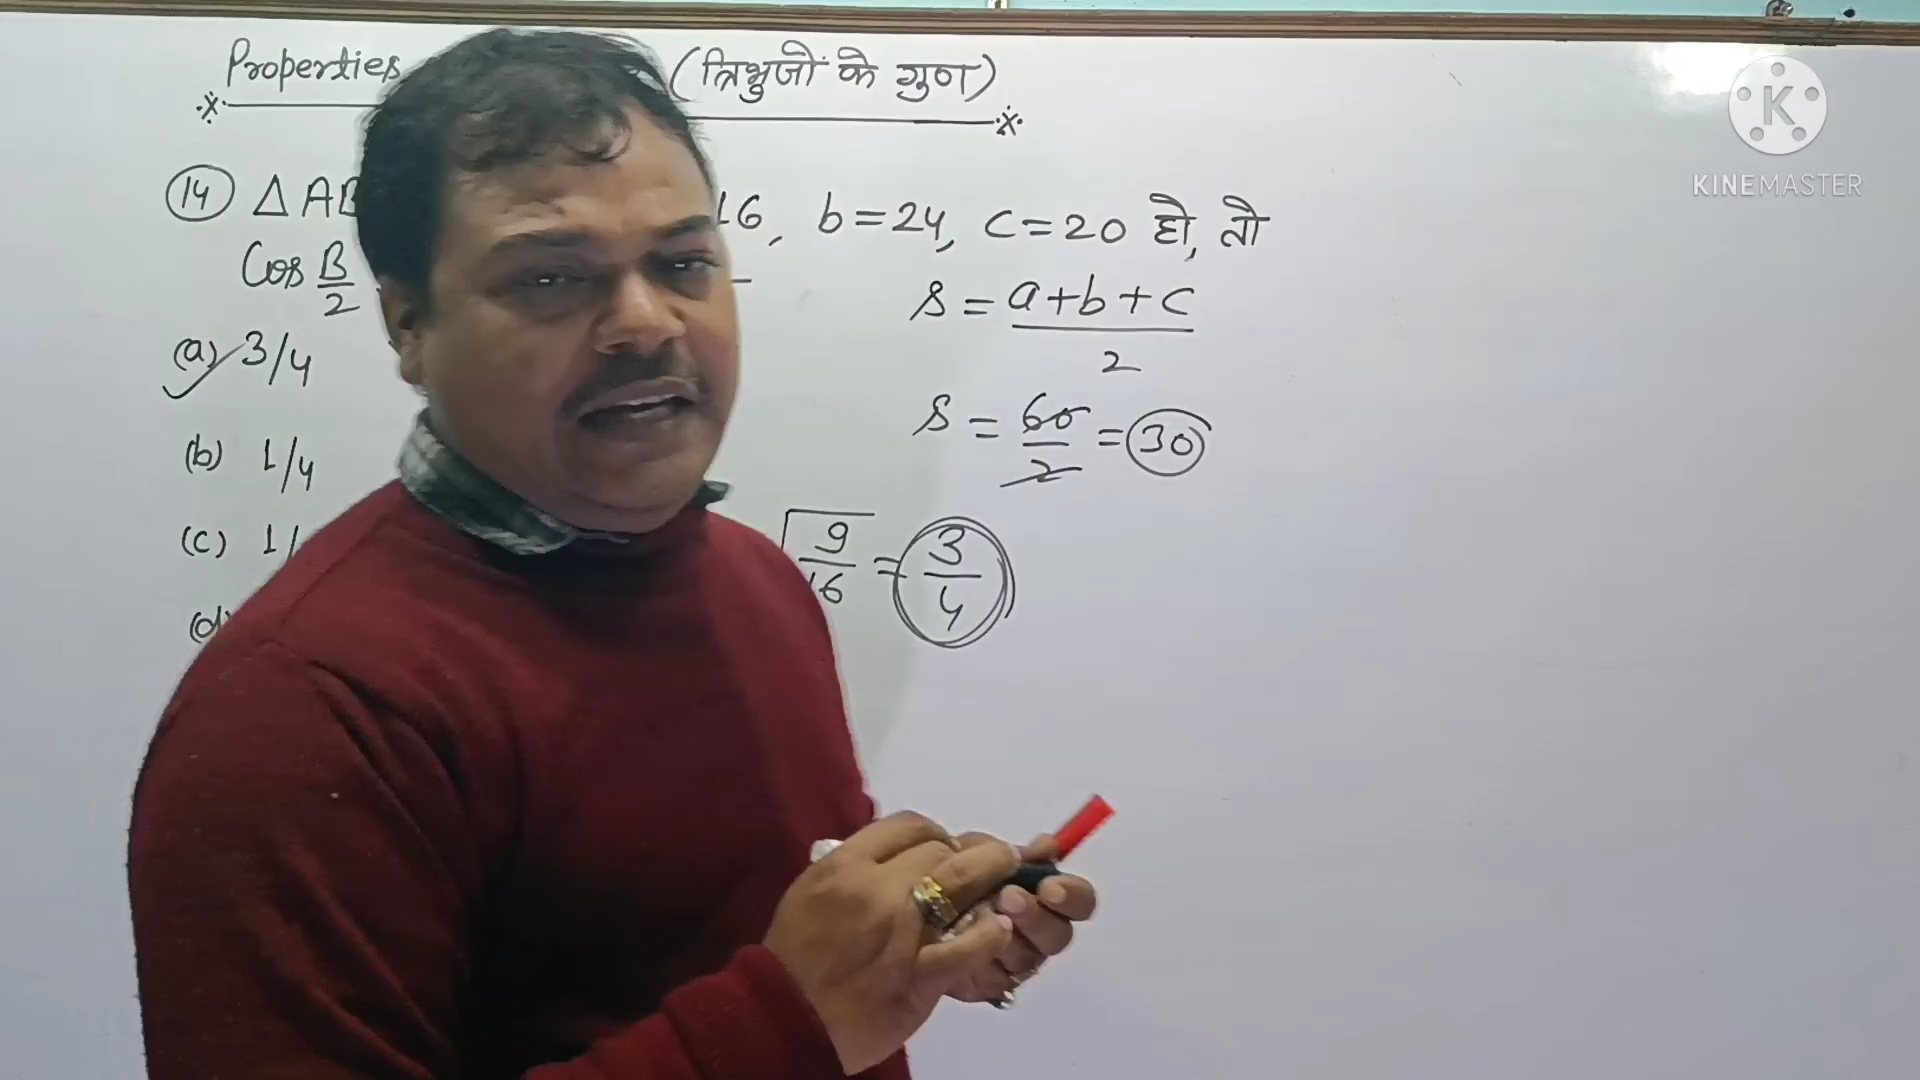 Properties (त्रिभुजों के गुण)
KINEMASTER
(14) Δ AB 16, b=24, c=20 हो, तो
Cos B/2
s = a+b+c/2
(a) 3/4
s = 60/2 = 30
(b) 1/4
(c) 1/
√9/16 = 3/4
(d)